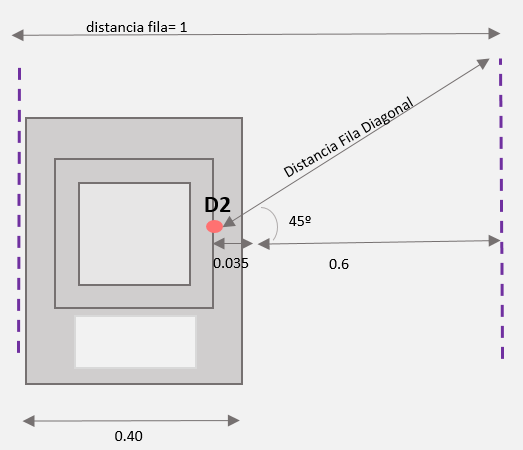 distancia fila= 1
Distancia Fila Diagonal
D2
45º
0.035
0.6
0.40